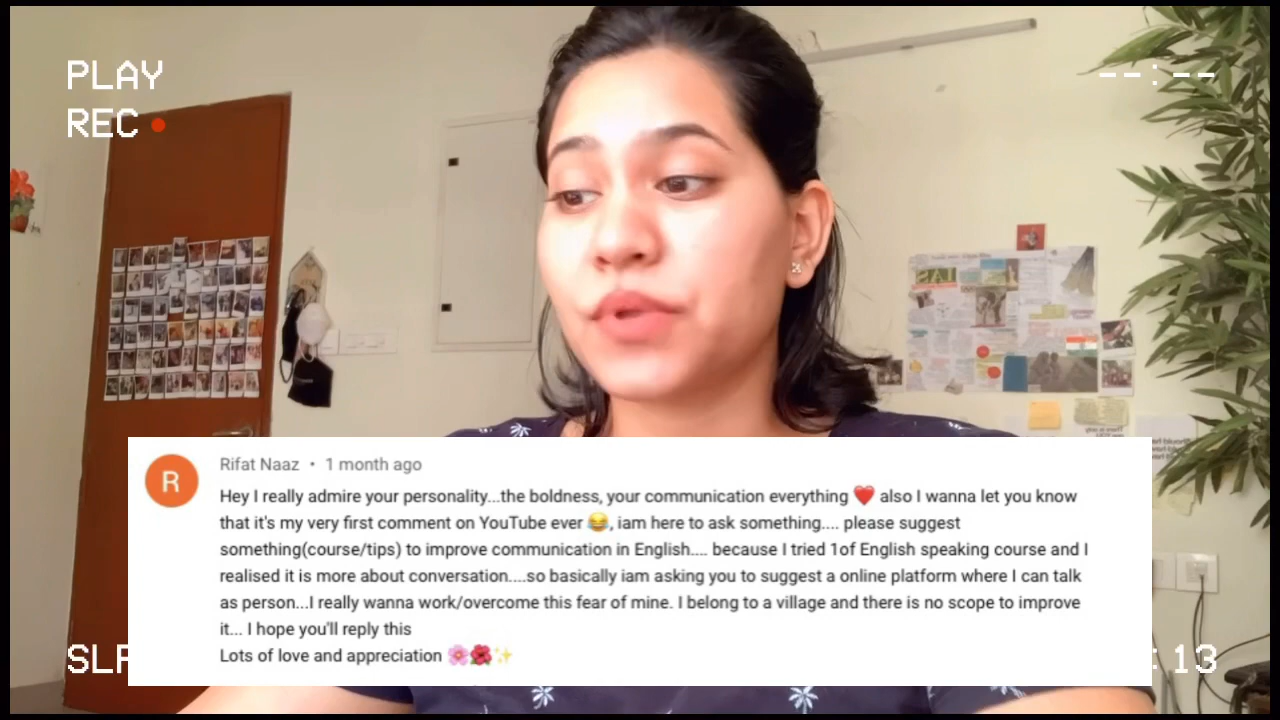 PLAY
--:--
REC
R
Rifat Naaz • 1 month ago
Hey I really admire your personality...the boldness, your communication everything ❤️ also I wanna let you know
that it's my very first comment on YouTube ever 😂, iam here to ask something.... please suggest
something(course/tips) to improve communication in English.... because I tried 1of English speaking course and I
realised it is more about conversation....so basically iam asking you to suggest a online platform where I can talk
as person...I really wanna work/overcome this fear of mine. I belong to a village and there is no scope to improve
it... I hope you'll reply this
Lots of love and appreciation 🌸🌺✨
:13